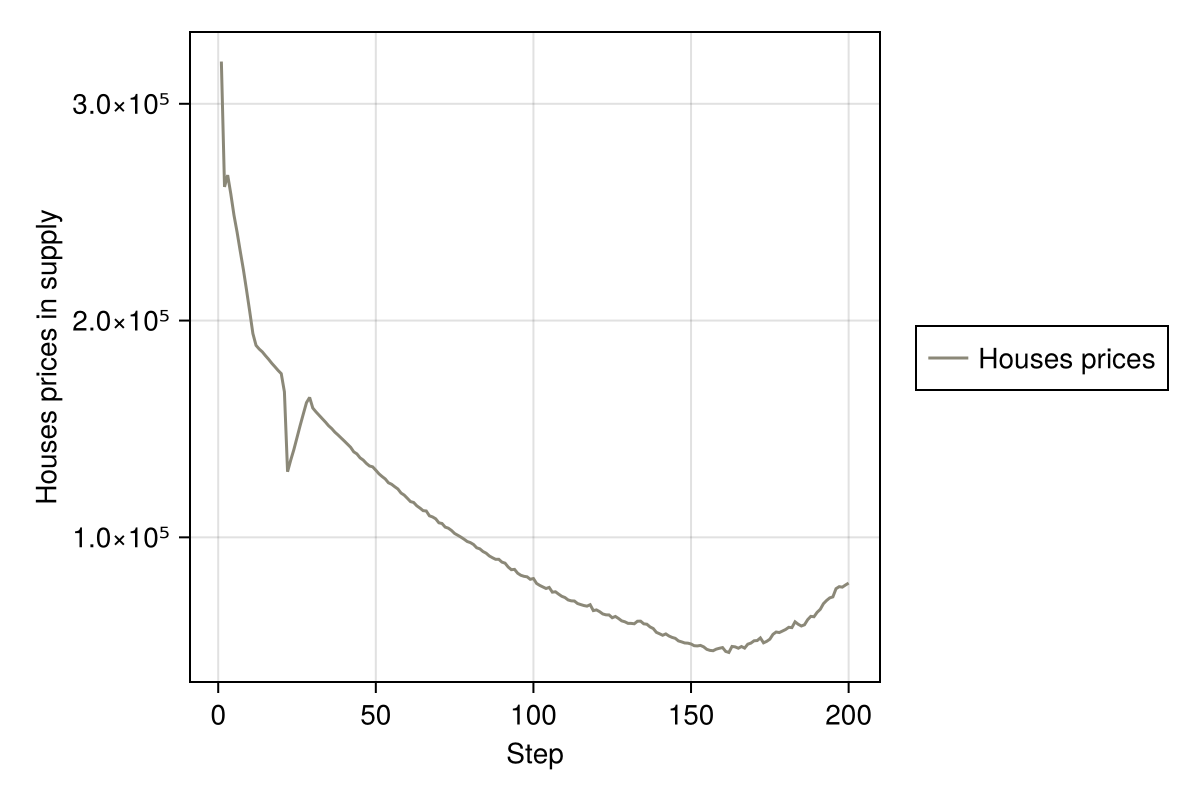 Houses prices in supply
3.0×10⁵
2.0×10⁵
1.0×10⁵
0 50 100 150 200
Step
Houses prices